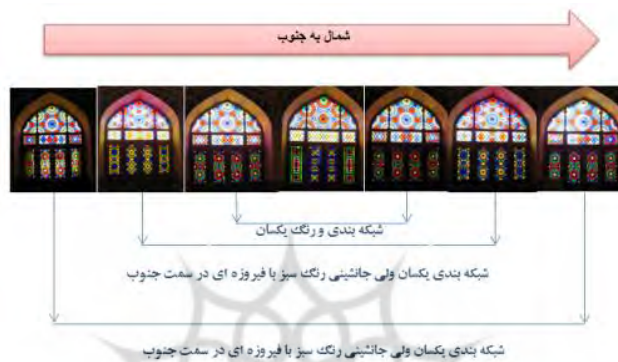 شمال به جنوب
شبکه بندی و رنگ یکسان
شبکه بندی یکسان ولی جانشینی رنگ سبز با فیروزه ای در سمت جنوب
شبکه بندی یکسان ولی جانشینی رنگ سبز با فیروزه ای در سمت جنوب